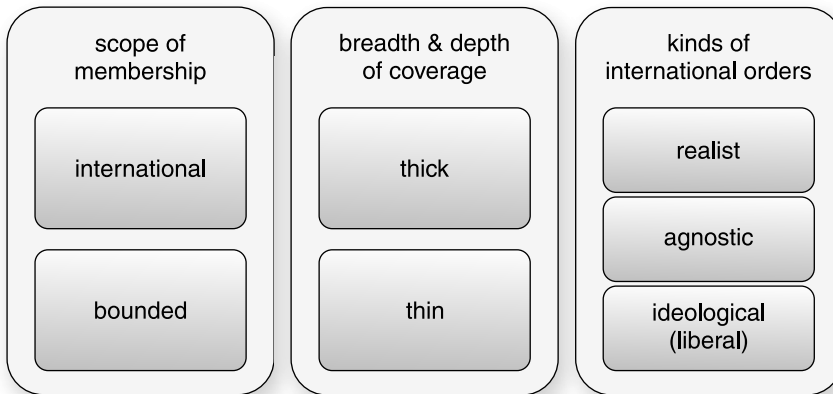 scope of
membership
international
bounded
breadth & depth
of coverage
thick
thin
kinds of
international orders
realist
agnostic
ideological
(liberal)